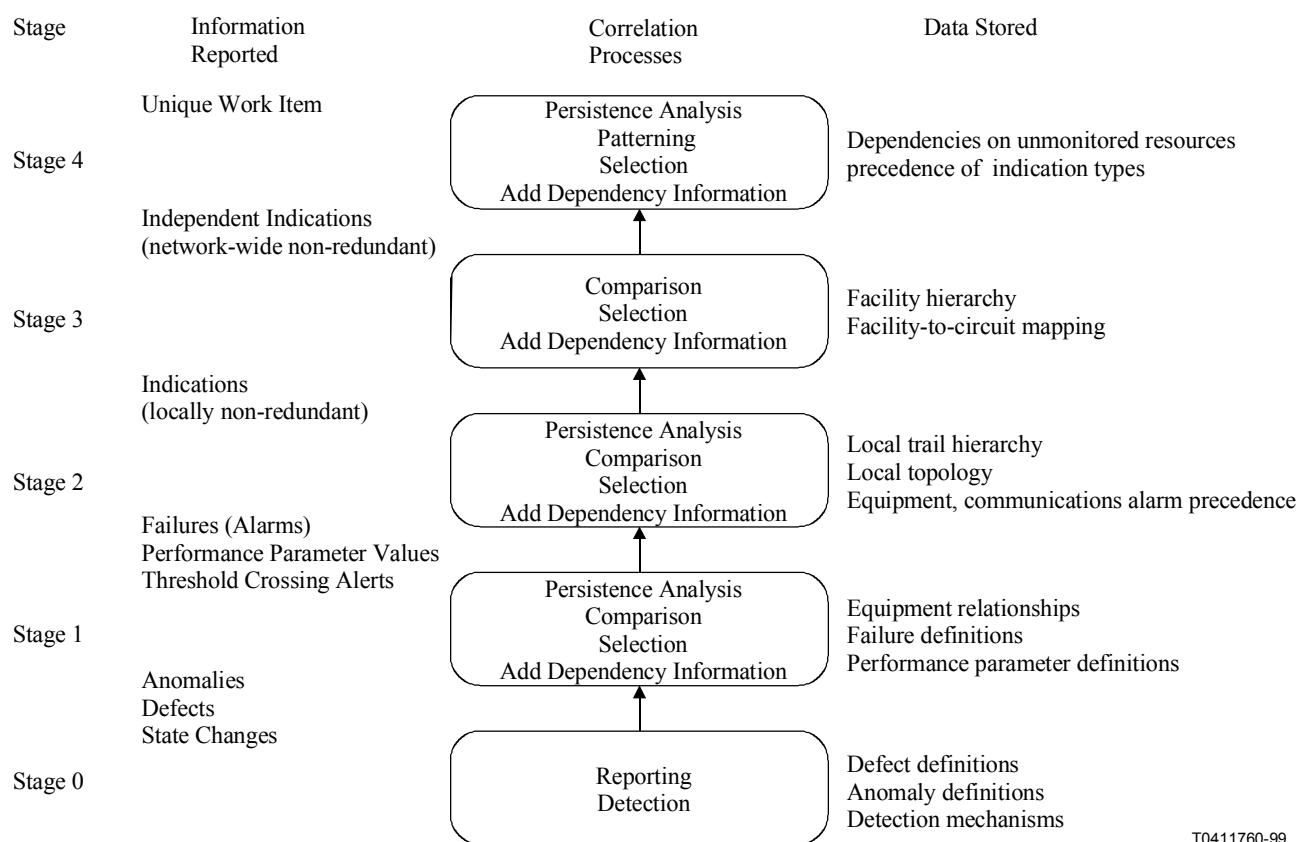 Stage
Information
Reported
Correlation
Processes
Data Stored
Unique Work Item
Stage 4
Persistence Analysis
Patterning
Selection
Add Dependency Information
Dependencies on unmonitored resources
precedence of indication types
Independent Indications
(network-wide non-redundant)
Stage 3
Comparison
Selection
Add Dependency Information
Facility hierarchy
Facility-to-circuit mapping
Indications
(locally non-redundant)
Stage 2
Persistence Analysis
Comparison
Selection
Add Dependency Information
Local trail hierarchy
Local topology
Equipment, communications alarm precedence
Failures (Alarms)
Performance Parameter Values
Threshold Crossing Alerts
Stage 1
Persistence Analysis
Comparison
Selection
Add Dependency Information
Equipment relationships
Failure definitions
Performance parameter definitions
Anomalies
Defects
State Changes
Stage 0
Reporting
Detection
Defect definitions
Anomaly definitions
Detection mechanisms
T0411760-99